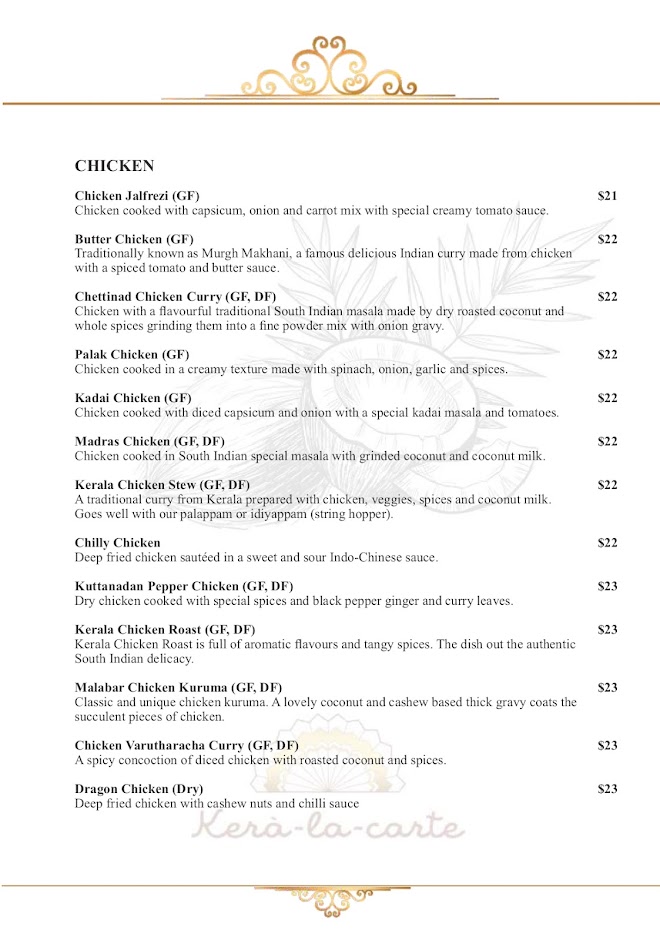 CHICKEN
Chicken Jalfrezi (GF) $21
Chicken cooked with capsicum, onion and carrot mix with special creamy tomato sauce.
Butter Chicken (GF) $22
Traditionally known as Murgh Makhani, a famous delicious Indian curry made from chicken
with a spiced tomato and butter sauce.
Chettinad Chicken Curry (GF, DF) $22
Chicken with a flavourful traditional South Indian masala made by dry roasted coconut and
whole spices grinding them into a fine powder mix with onion gravy.
Palak Chicken (GF) $22
Chicken cooked in a creamy texture made with spinach, onion, garlic and spices.
Kadai Chicken (GF) $22
Chicken cooked with diced capsicum and onion with a special kadai masala and tomatoes.
Madras Chicken (GF, DF) $22
Chicken cooked in South Indian special masala with grinded coconut and coconut milk.
Kerala Chicken Stew (GF, DF) $22
A traditional curry from Kerala prepared with chicken, veggies, spices and coconut milk.
Goes well with our palappam or idiyappam (string hopper).
Chilly Chicken $22
Deep fried chicken sautéed in a sweet and sour Indo-Chinese sauce.
Kuttanadan Pepper Chicken (GF, DF) $23
Dry chicken cooked with special spices and black pepper ginger and curry leaves.
Kerala Chicken Roast (GF, DF) $23
Kerala Chicken Roast is full of aromatic flavours and tangy spices. The dish out the authentic
South Indian delicacy.
Malabar Chicken Kuruma (GF, DF) $23
Classic and unique chicken kuruma. A lovely coconut and cashew based thick gravy coats the
succulent pieces of chicken.
Chicken Varutharacha Curry (GF, DF) $23
A spicy concoction of diced chicken with roasted coconut and spices.
Dragon Chicken (Dry) $23
Deep fried chicken with cashew nuts and chilli sauce
Kerà-la-carte